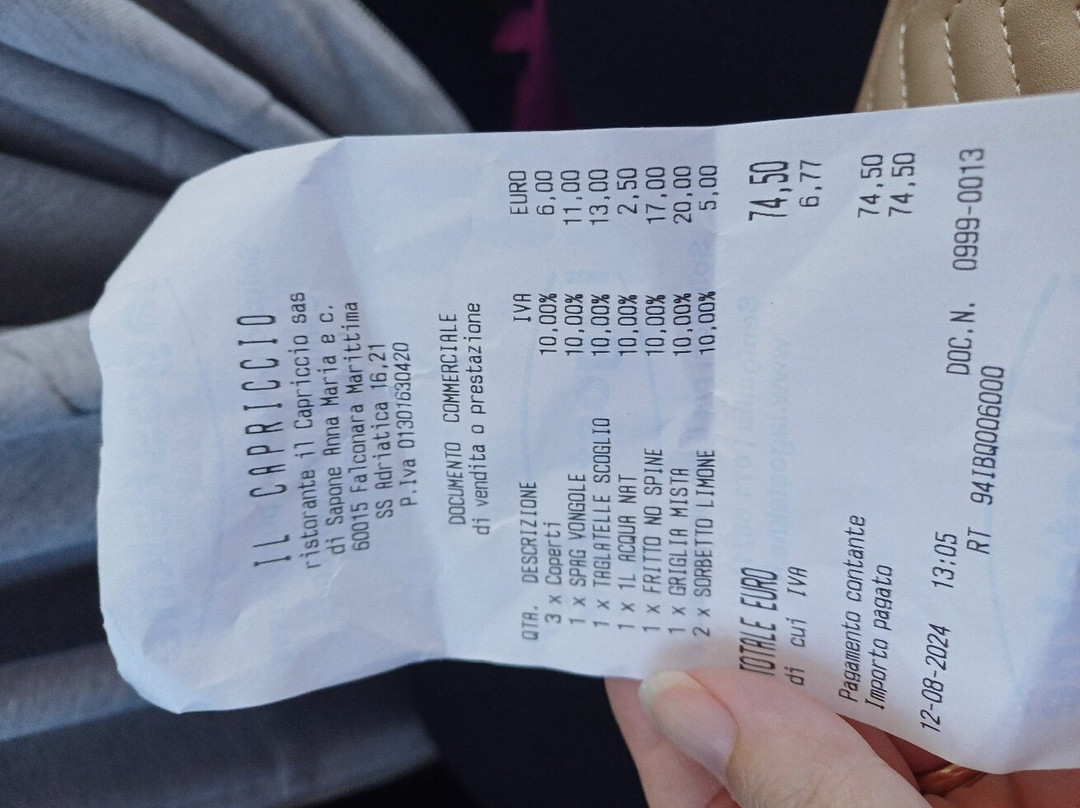 IL CAPRICCIO
ristorante il Capriccio sas
di Sapone Anna Maria e C.
60015 Falconara Marittima
SS Adriatica 16,21
P.Iva 01301630420
DOCUMENTO COMMERCIALE
di vendita o prestazione
QTA. DESCRIZIONE IVA EURO
3 x Coperti 10,00% 6,00
1 x SPAG VONGOLE 10,00% 11,00
1 x TAGLATELLE SCOGLIO 10,00% 13,00
1 x 1L ACQUA NAT 10,00% 2,50
1 x FRITTO NO SPINE 10,00% 17,00
1 x GRIGLIA MISTA 10,00% 20,00
2 x SORBETTO LIMONE 10,00% 5,00
TOTALE EURO 74,50
di cui IVA 6,77
Pagamento contante 74,50
Importo pagato 74,50
12-08-2024 13:05 DOC.N. 0999-0013
RT 94IBQ006000